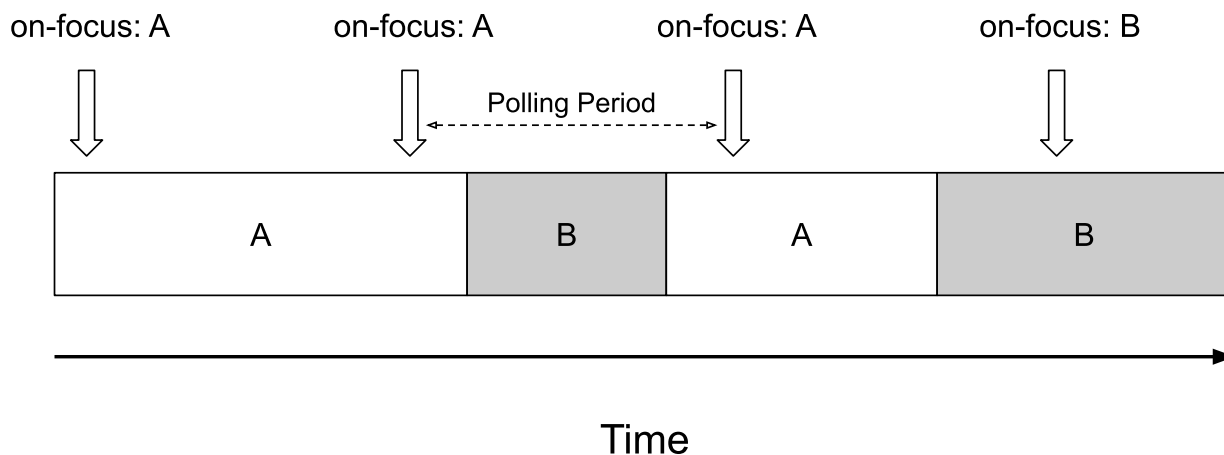 on-focus: A
on-focus: A
on-focus: A
on-focus: B
Polling Period
A
B
A
B
Time